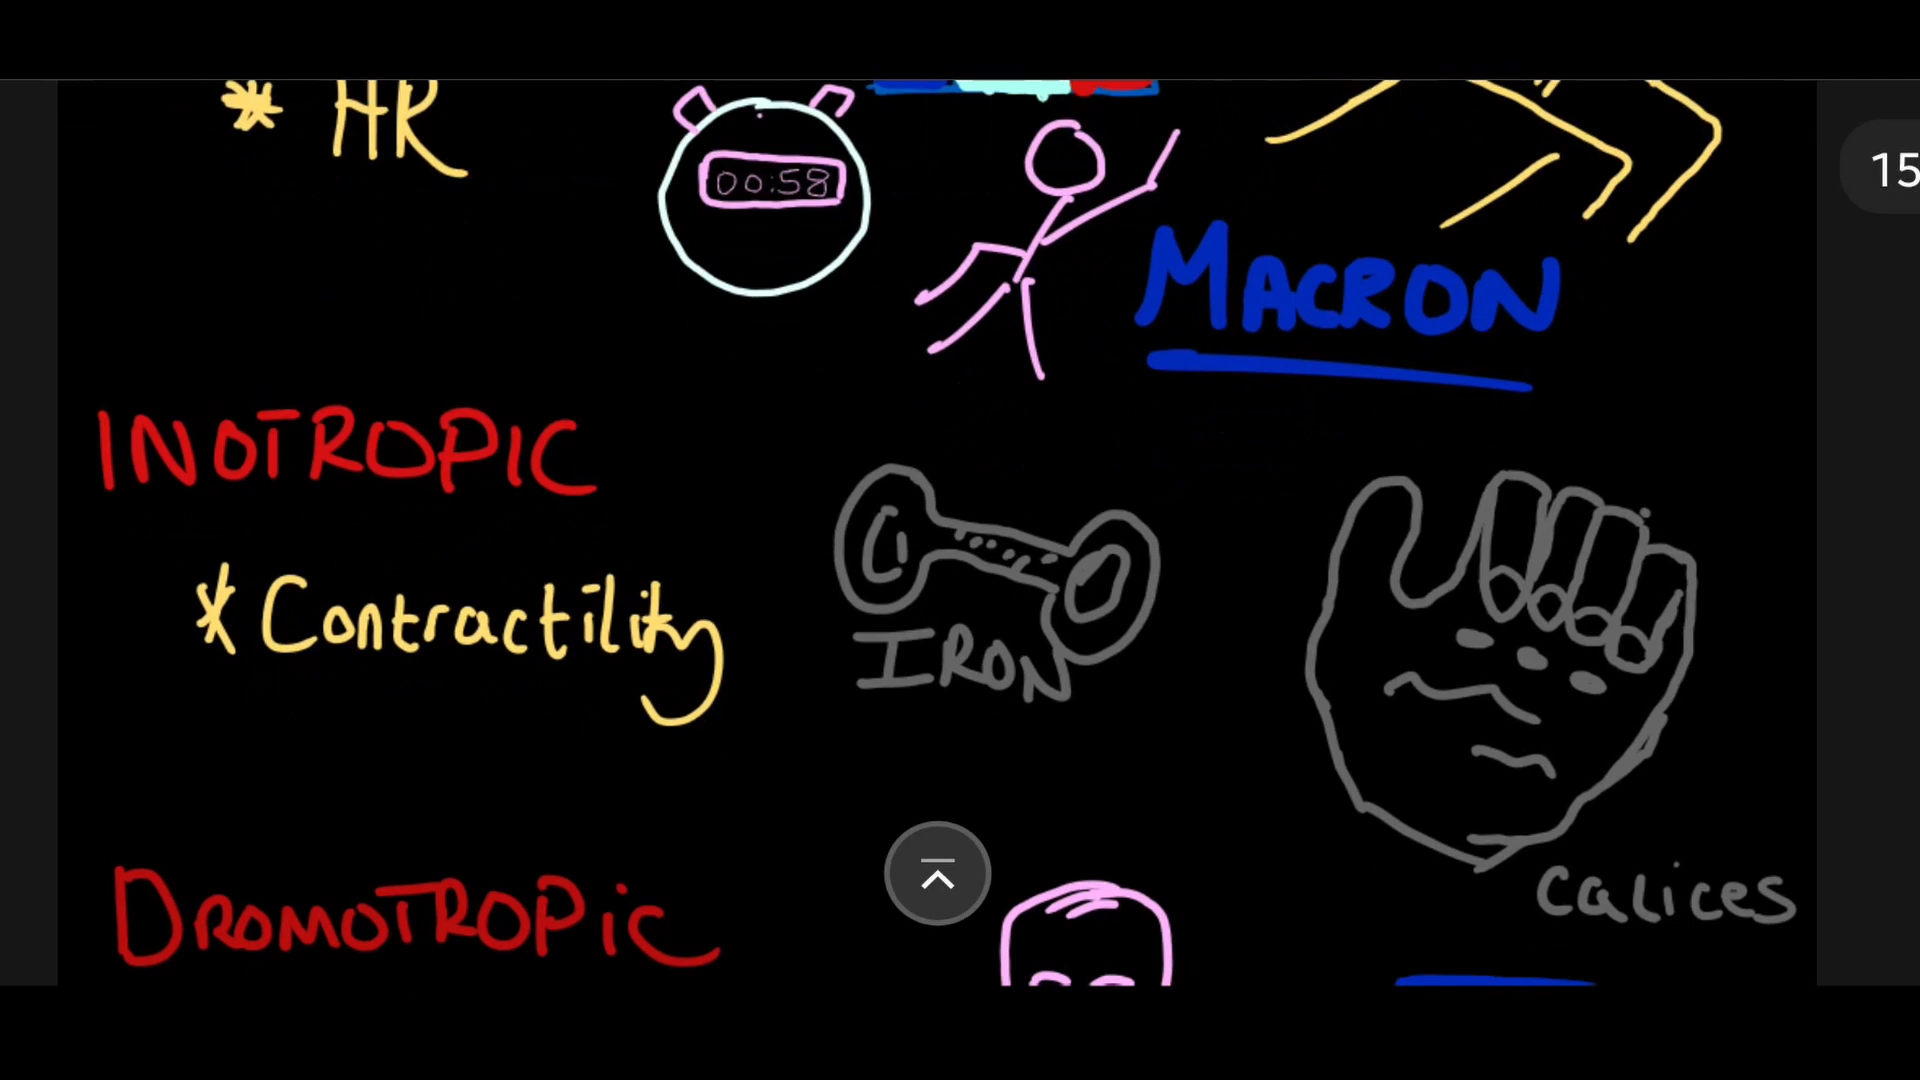 * HR
00:58
MACRON
INOTROPIC
* Contractility
IRON
Calices
DROMOTROPiC
15